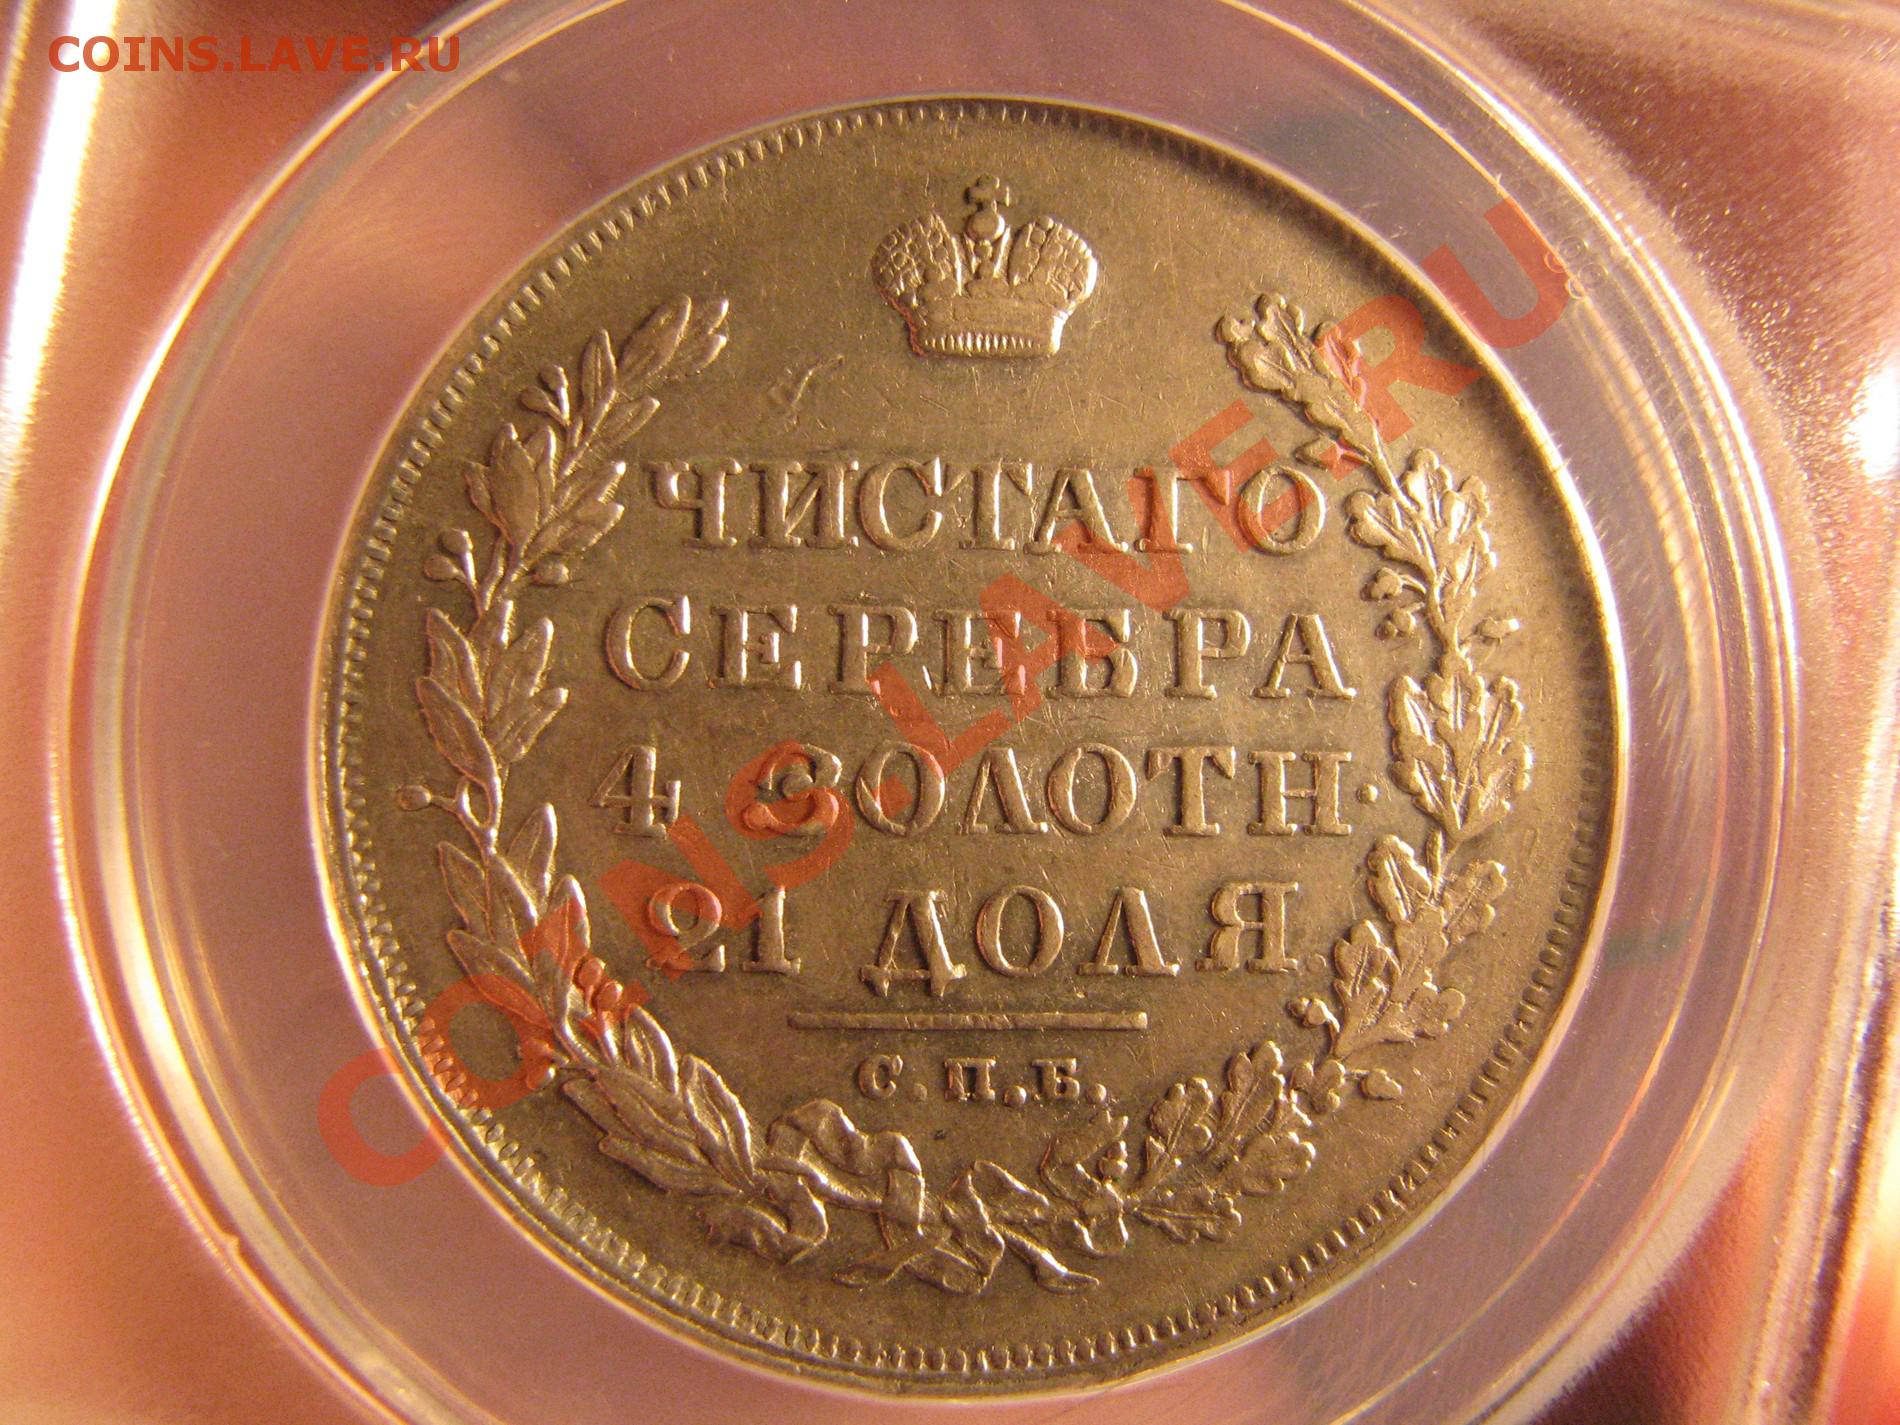 COINS.LAVE.RU
ЧИСТАГО
СЕРЕБРА
4 ЗОЛОТН.
21 ДОЛЯ
С.П.Б.
COINS.LAVE.RU